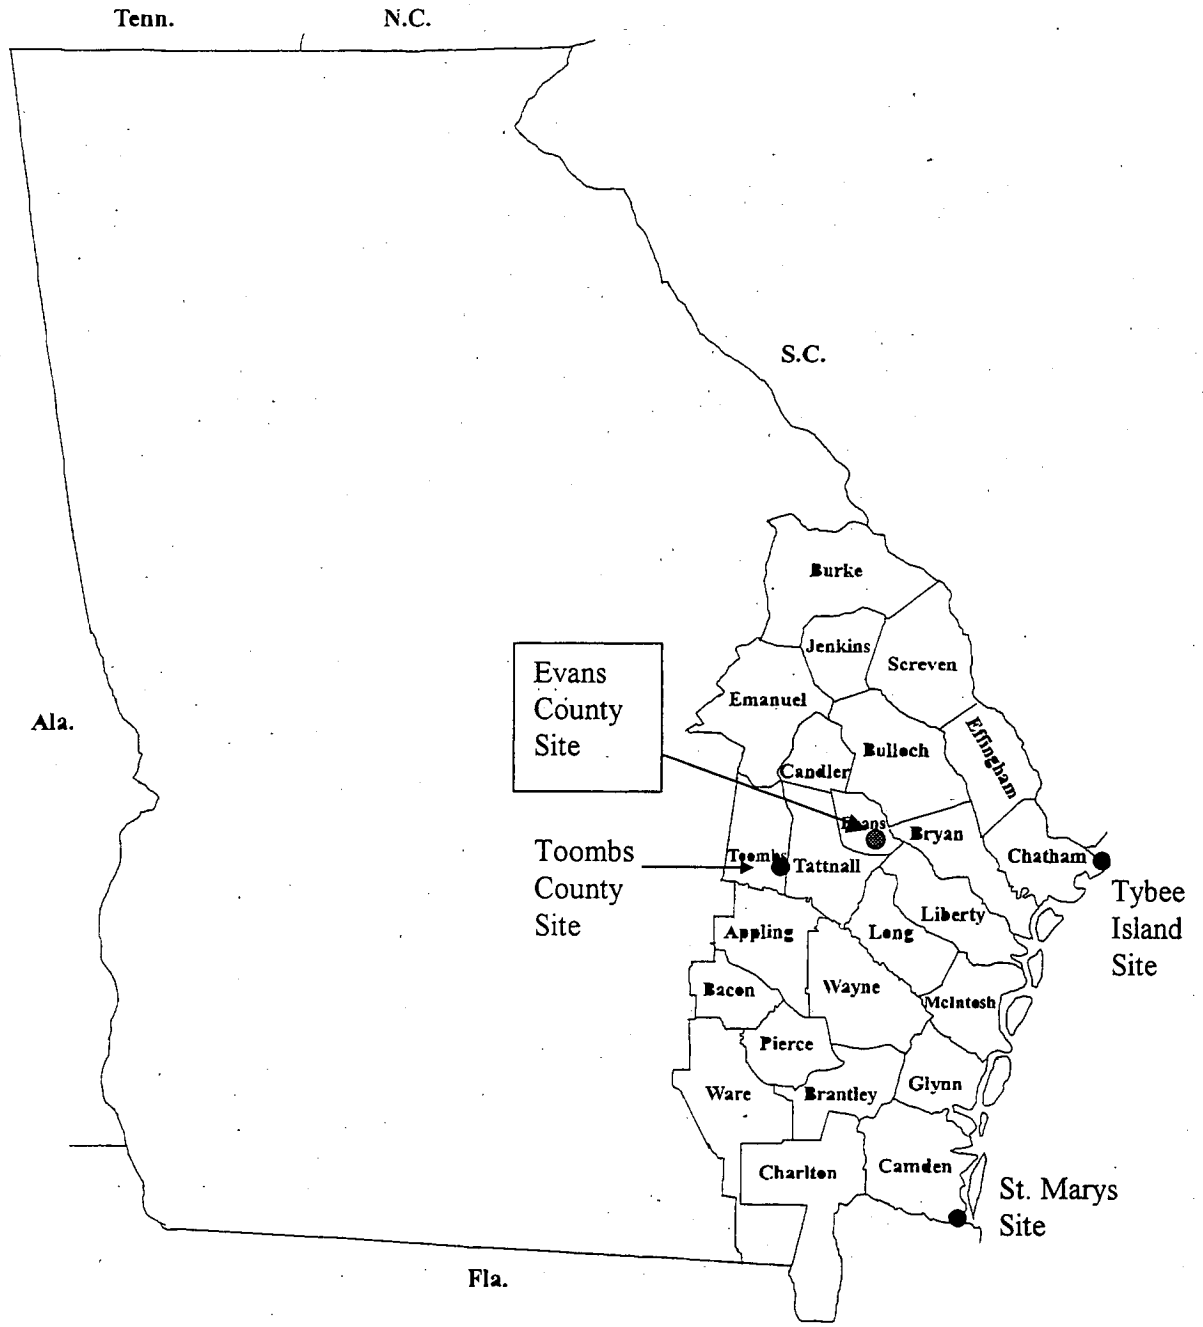 Tenn.
N.C.
S.C.
Burke
Jenkins
Screven
Evans
County
Site
Emanuel
Ala.
Bulloch
Effingham
Candler
Evans
Bryan
Toombs
County
Site
Toombs
Tattnall
Chatham
Tybee
Island
Site
Liberty
Appling
Long
Bacon
Wayne
McIntosh
Pierce
Ware
Brantley
Glynn
Charlton
Camden
St. Marys
Site
Fla.